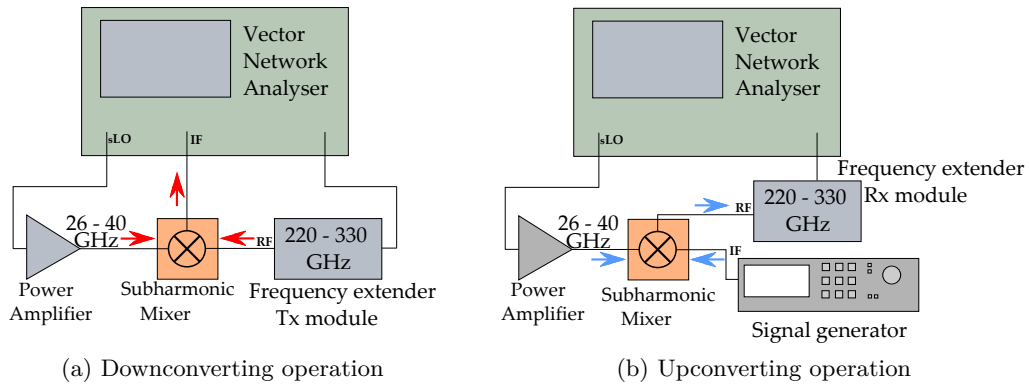 Vector
Network
Analyser
sLO
IF
26 - 40
GHz
RF
220 - 330
GHz
Power
Amplifier
Subharmonic
Mixer
Frequency extender
Tx module
(a) Downconverting operation
Vector
Network
Analyser
sLO
Frequency extender
Rx module
26 - 40
GHz
RF
220 - 330
GHz
IF
Power
Amplifier
Subharmonic
Mixer
Signal generator
(b) Upconverting operation